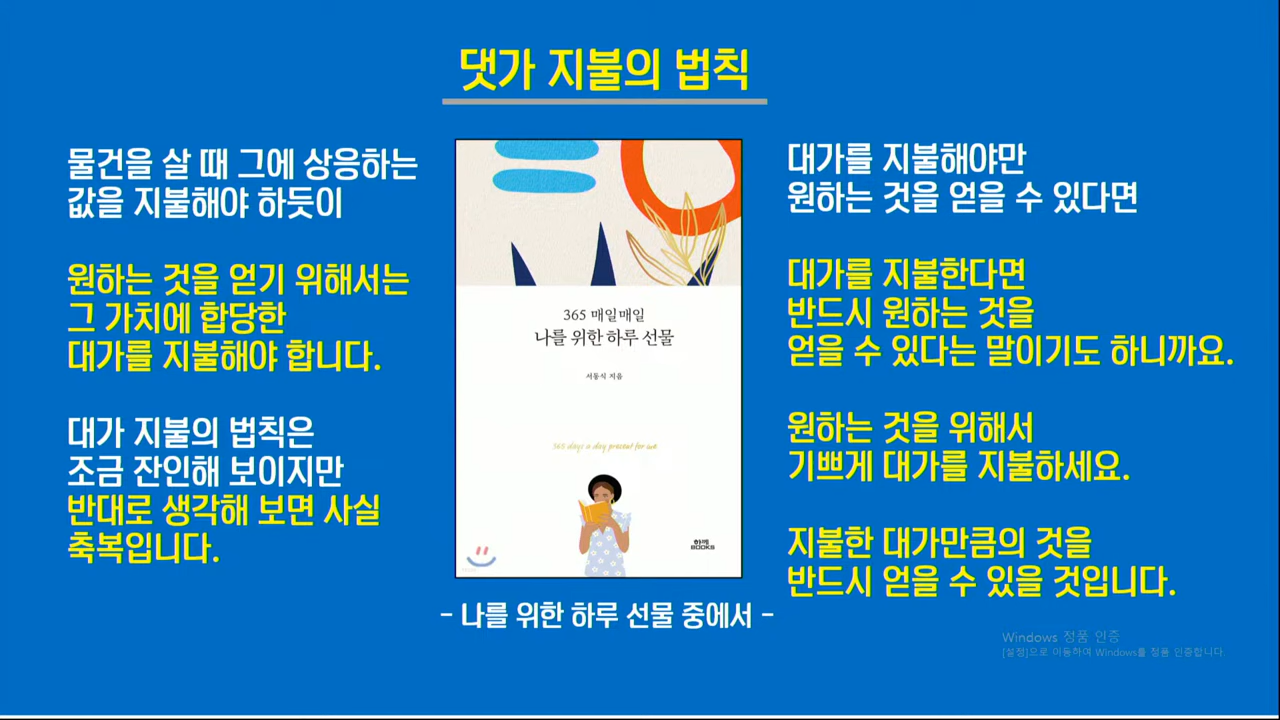 댓가 지불의 법칙
물건을 살 때 그에 상응하는
값을 지불해야 하듯이
원하는 것을 얻기 위해서는
그 가치에 합당한
대가를 지불해야 합니다.
대가 지불의 법칙은
조금 잔인해 보이지만
반대로 생각해 보면 사실
축복입니다.
365 매일매일
나를 위한 하루 선물
서동식 지음
365 days a day present for me
함께
BOOKS
- 나를 위한 하루 선물 중에서 -
대가를 지불해야만
원하는 것을 얻을 수 있다면
대가를 지불한다면
반드시 원하는 것을
얻을 수 있다는 말이기도 하니까요.
원하는 것을 위해서
기쁘게 대가를 지불하세요.
지불한 대가만큼의 것을
반드시 얻을 수 있을 것입니다.
Windows 정품 인증
[설정]으로 이동하여 Windows를 정품 인증합니다.